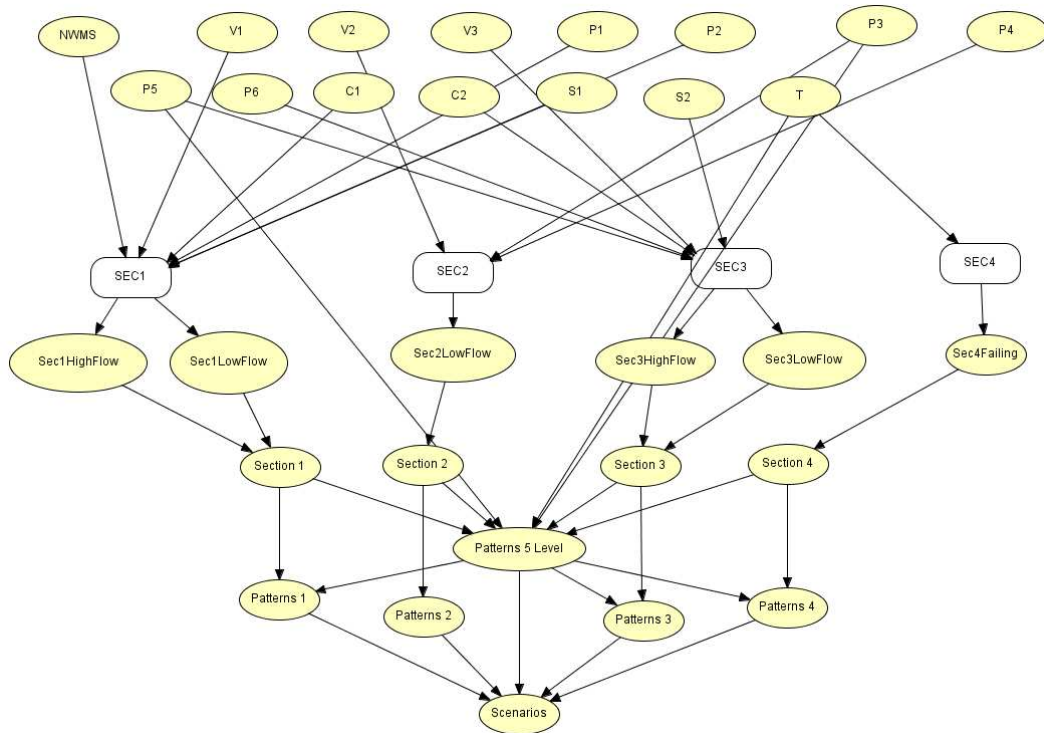 NWMS
V1
V2
V3
P1
P2
P3
P4
P5
P6
C1
C2
S1
S2
T
SEC1
SEC2
SEC3
SEC4
Sec1HighFlow
Sec1LowFlow
Sec2LowFlow
Sec3HighFlow
Sec3LowFlow
Sec4Failing
Section 1
Section 2
Section 3
Section 4
Patterns 5 Level
Patterns 1
Patterns 2
Patterns 3
Patterns 4
Scenarios